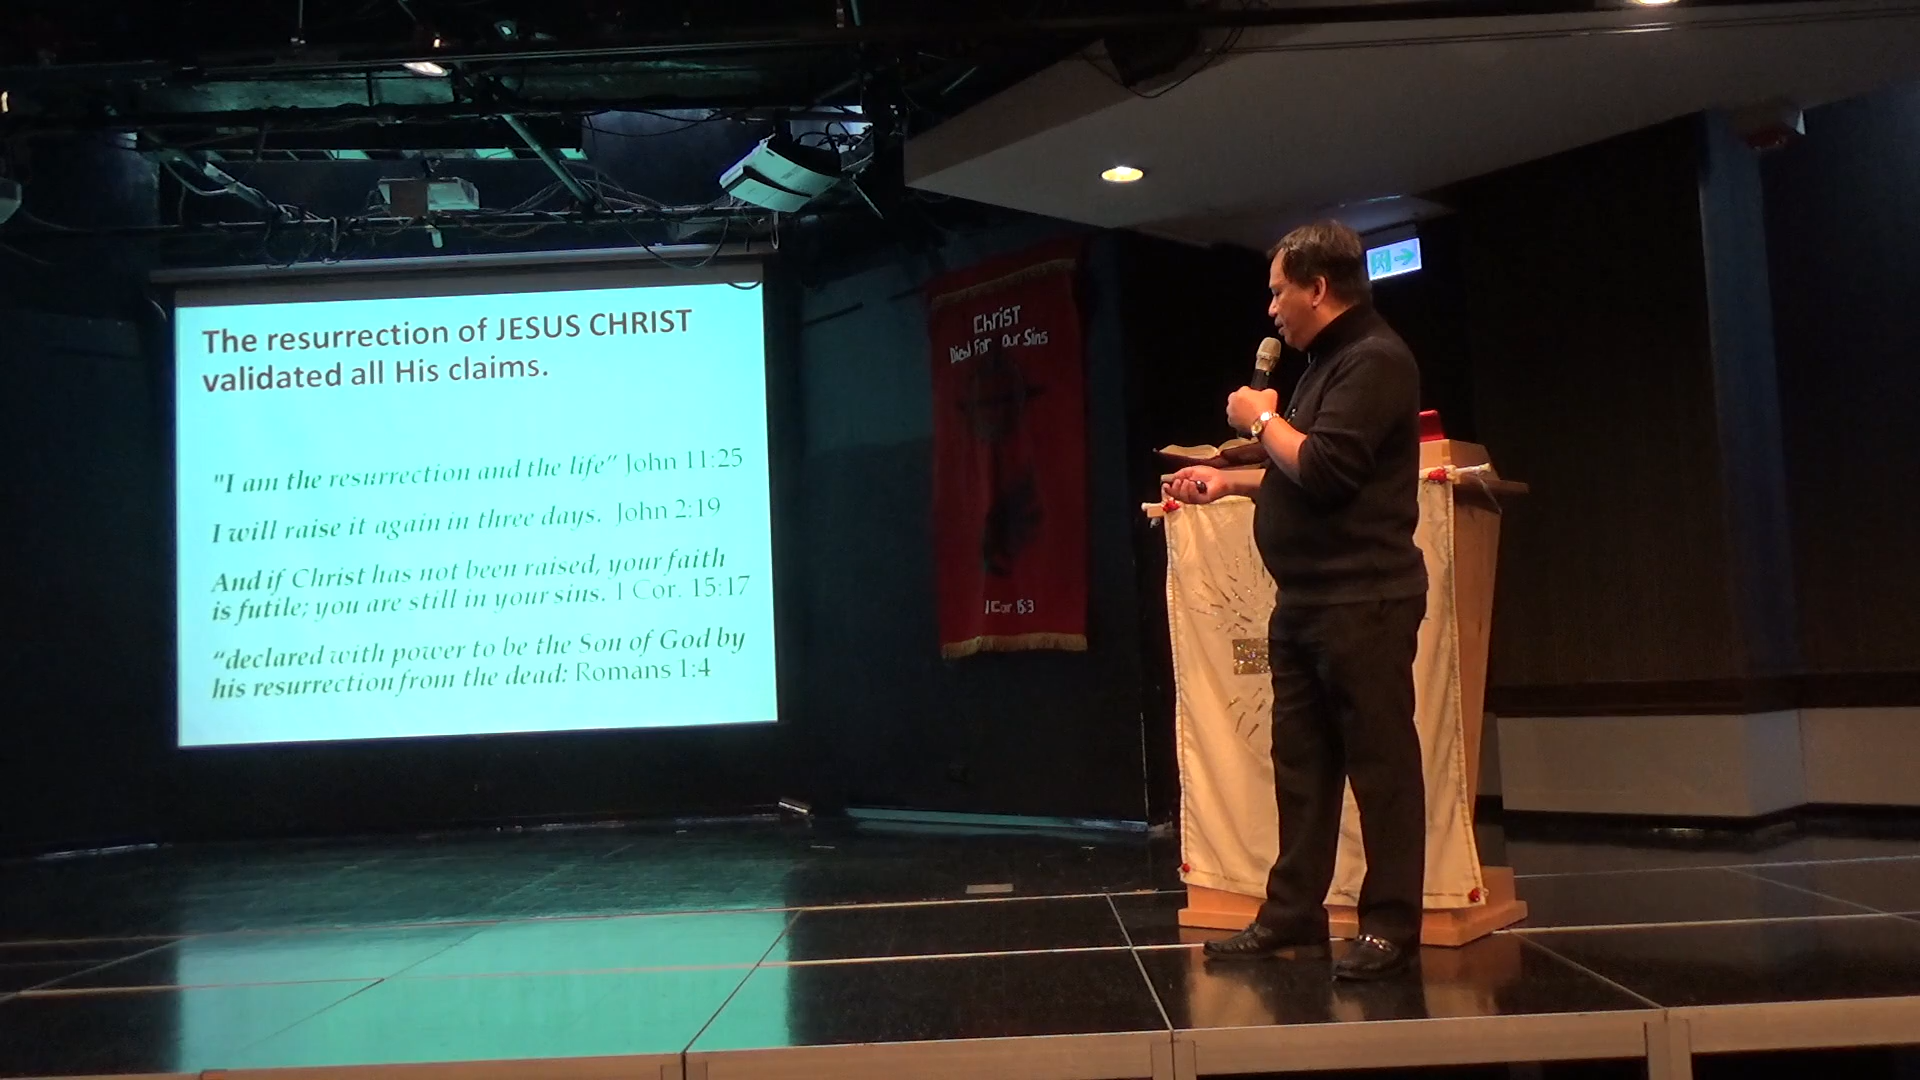 The resurrection of JESUS CHRIST
validated all His claims.
"I am the resurrection and the life” John 11:25
I will raise it again in three days. John 2:19
And if Christ has not been raised, your faith
is futile; you are still in your sins. 1 Cor. 15:17
“declared with power to be the Son of God by
his resurrection from the dead: Romans 1:4
Christ
Died For our Sins
1 Cor. 15:3